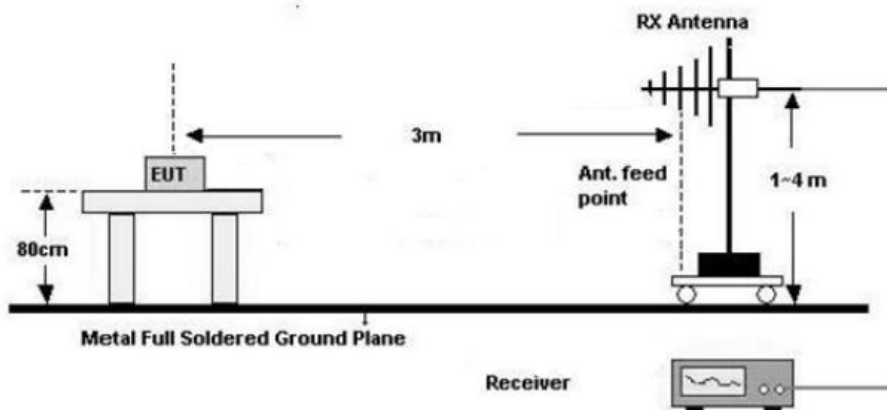 RX Antenna
3m
EUT
Ant. feed
point
1~4 m
80cm
Metal Full Soldered Ground Plane
Receiver